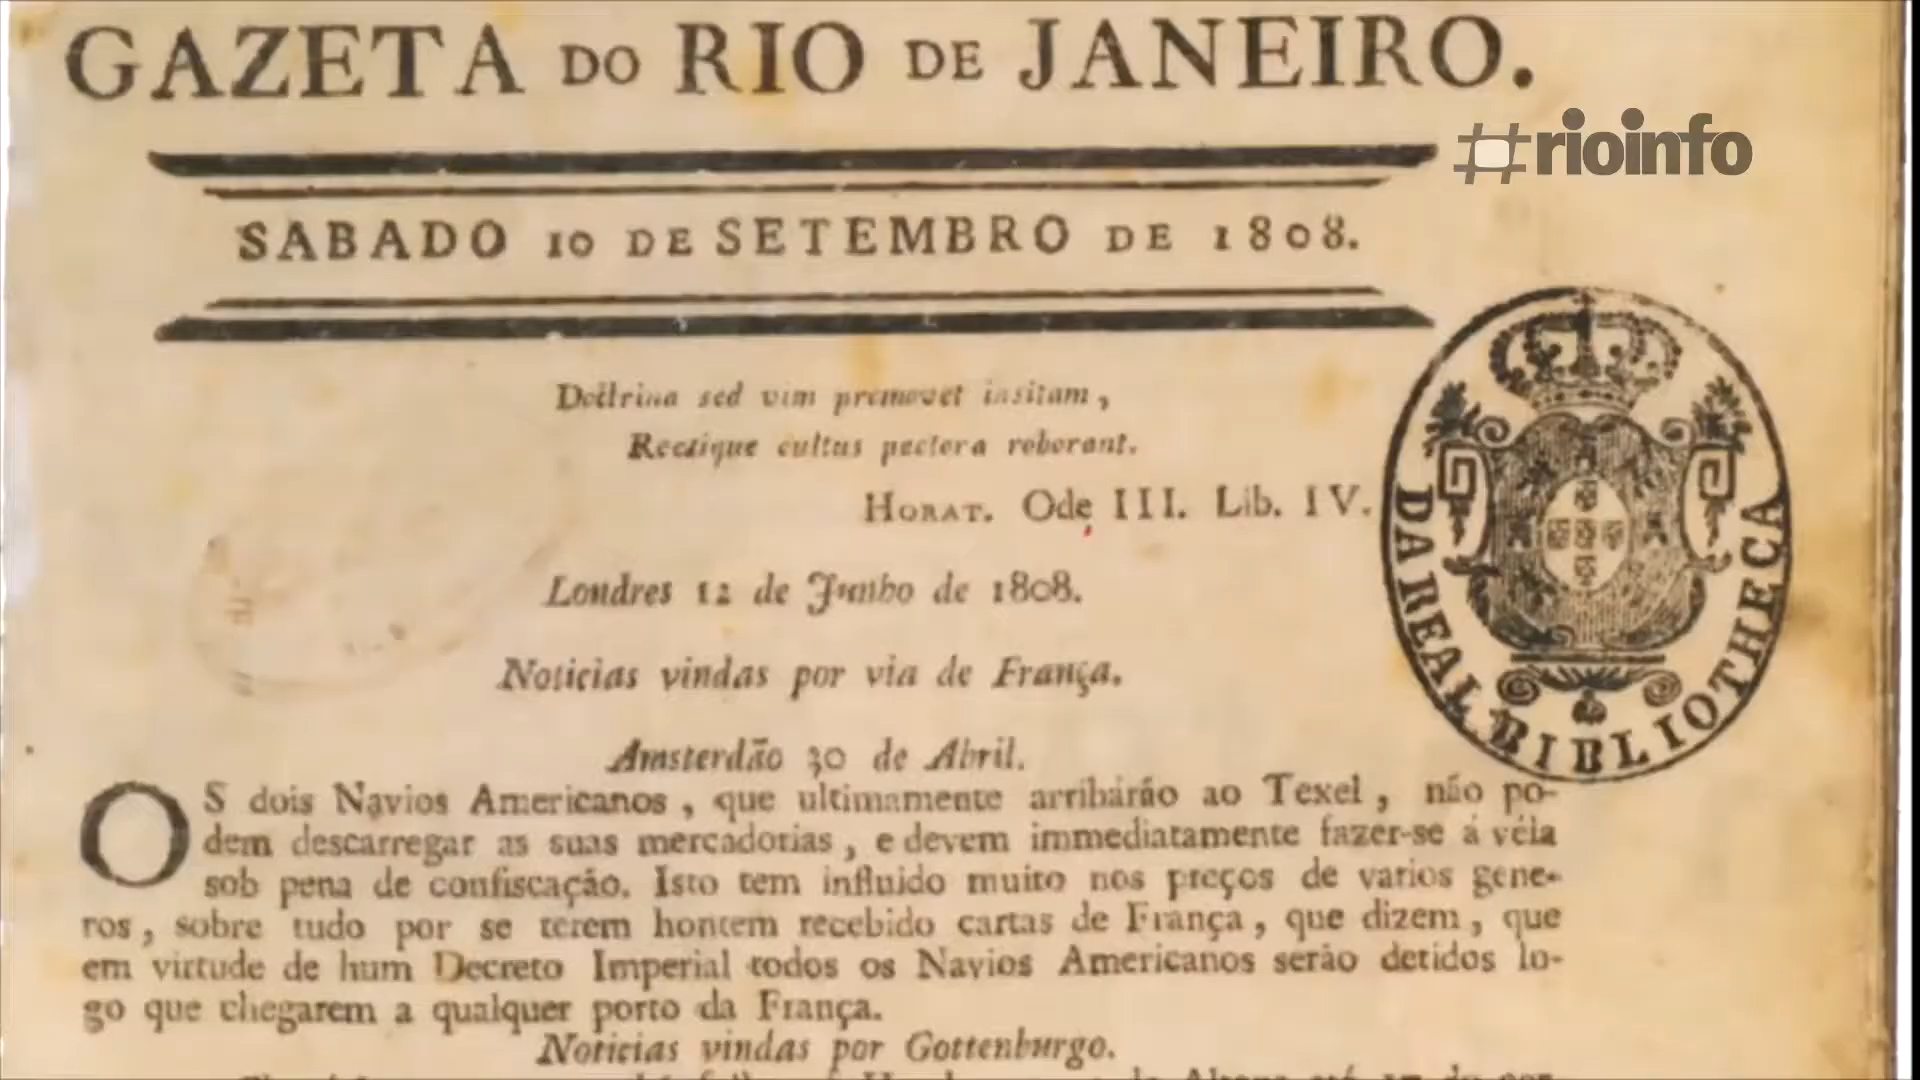 GAZETA DO RIO DE JANEIRO.
#rioinfo
SABADO 10 DE SETEMBRO DE 1808.
Doctrina sed vim promovet insitam,
Rectique cultus pectora roborant.
HORAT. Ode III. Lib. IV.
DA REAL BIBLIOTHECA
Londres 12 de Junho de 1808.
Noticias vindas por via de França.
Amsterdão 30 de Abril.
OS dois Navios Americanos, que ultimamente arribárão ao Texel, não po-
dem descarregar as suas mercadorias, e devem immediatamente fazer-se á véla
sob pena de confiscação. Isto tem influido muito nos preços de varios gene-
ros, sobre tudo por se terem hontem recebido cartas de França, que dizem, que
em virtude de hum Decreto Imperial todos os Navios Americanos serão detidos lo-
go que chegarem a qualquer porto da França.
Noticias vindas por Gottenburgo.